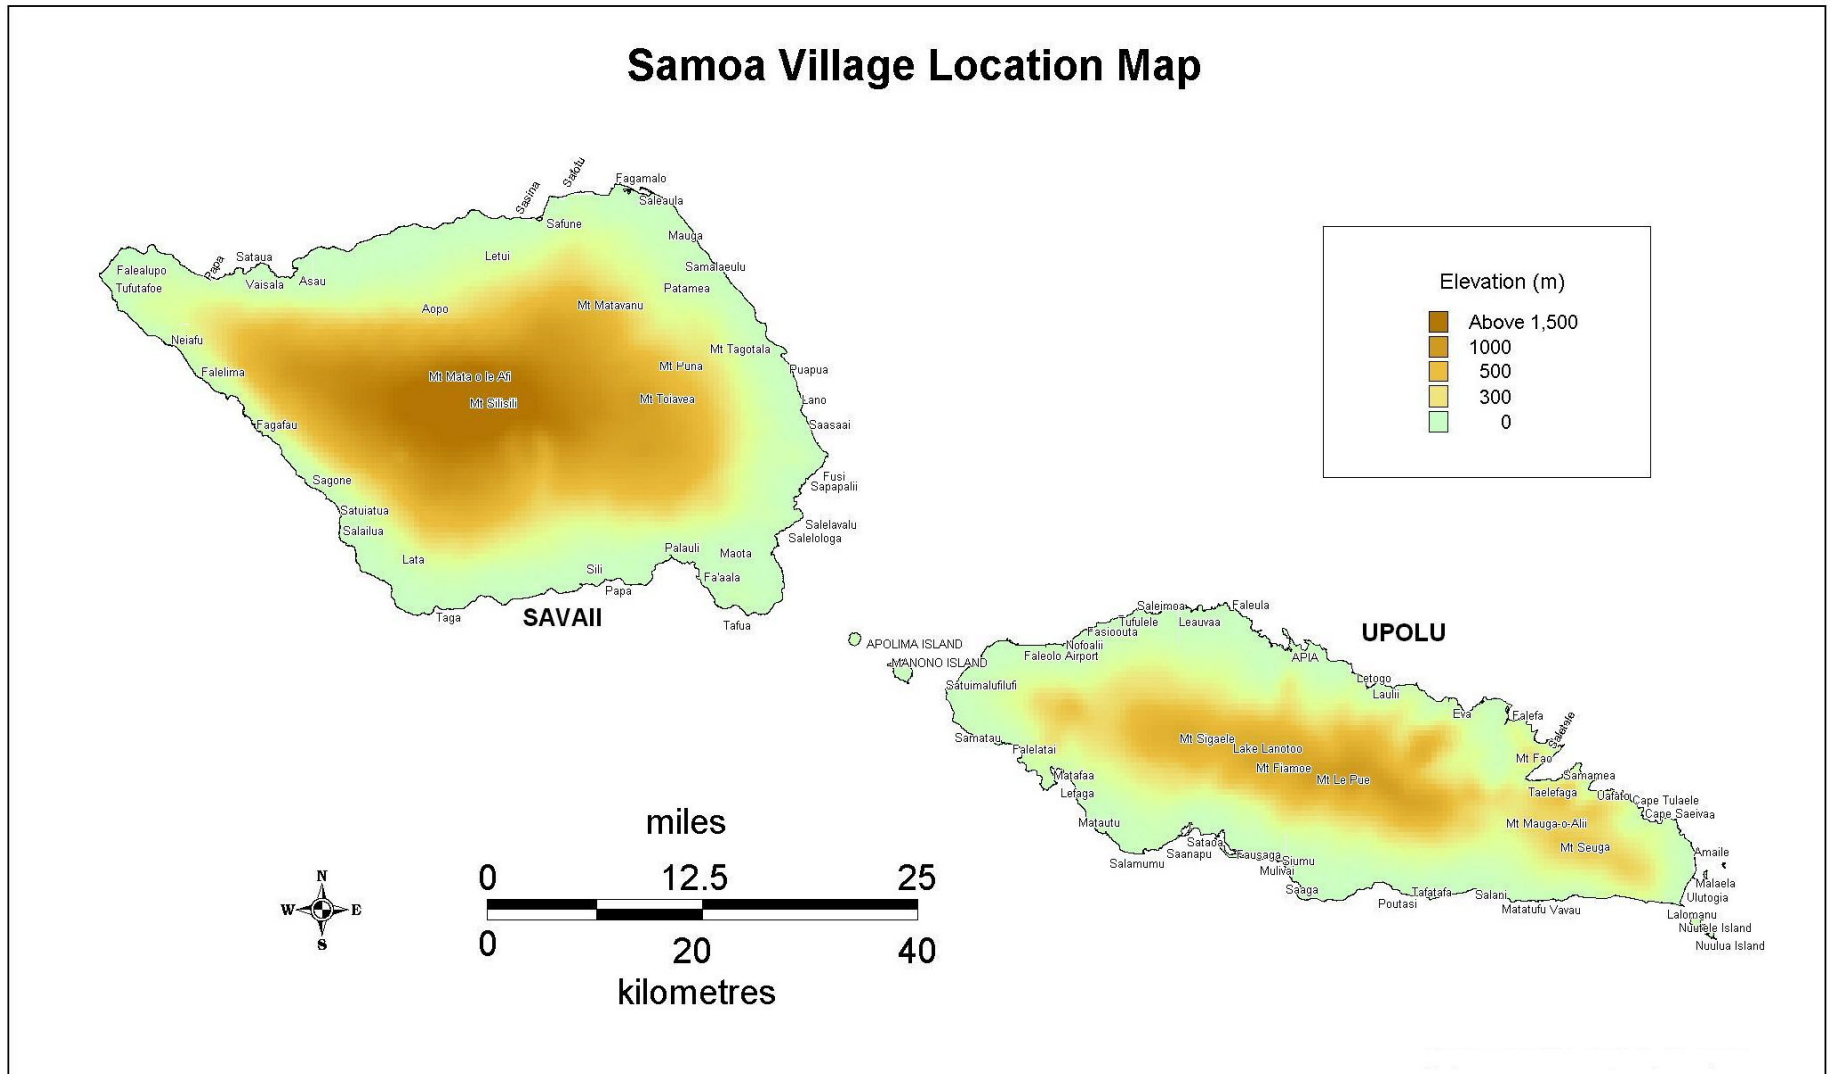 Samoa Village Location Map
Safotu
Sasina
Fagamalo
Saleaula
Safune
Mauga
Letui
Samalaeulu
Patamea
Sataua
Papa
Falealupo
Tufutafoe
Vaisala
Asau
Aopo
Mt Matavanu
Neiafu
Mt Tagotala
Falelima
Mt Mata o le Afi
Mt Huna
Puapua
Mt Silisili
Mt Toiavea
Lano
Fagafau
Saasaai
Sagone
Fusi
Sapapalii
Satuiatua
Salailua
Salelavalu
Salelologa
Lata
Palauli
Maota
Sili
Fa'aala
Papa
Taga
SAVAII
Tafua
Elevation (m)
Above 1,500
1000
500
300
0
APOLIMA ISLAND
MANONO ISLAND
UPOLU
Saleimoa
Faleula
Tufulele
Leauvaa
Fasioouta
Nofoalii
Faleolo Airport
APIA
Satuimalufilufi
Letogo
Laulii
Eva
Falefa
Saletele
Samatau
Falelatai
Mt Sigaele
Lake Lanotoo
Mt Fiamoe
Mt Le Pue
Mt Fao
Matafaa
Lefaga
Samamea
Taelefaga
Uafato
Cape Tulaele
Cape Saeivaa
Matautu
Mt Mauga-o-Alii
Mt Seuga
Salamumu
Sataoa
Saanapu
Fausaga
Siumu
Mulivai
Saaga
Amaile
Malaela
Ulutogia
Poutasi
Tafatafa
Salani
Matatufu Vavau
Lalomanu
Nuutele Island
Nuulua Island
miles
0 12.5 25
0 20 40
kilometres
N
W E
S